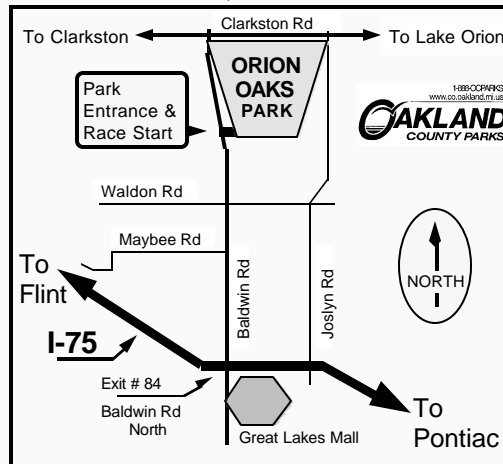 Clarkston Rd
To Clarkston
To Lake Orion
ORION
OAKS
PARK
Park
Entrance &
Race Start
1-888-OCPARKS
www.co.oakland.mi.us
OAKLAND
COUNTY PARKS
Waldon Rd
Maybee Rd
To
Flint
Baldwin Rd
Joslyn Rd
NORTH
I-75
Exit # 84
Baldwin Rd
North
Great Lakes Mall
To
Pontiac